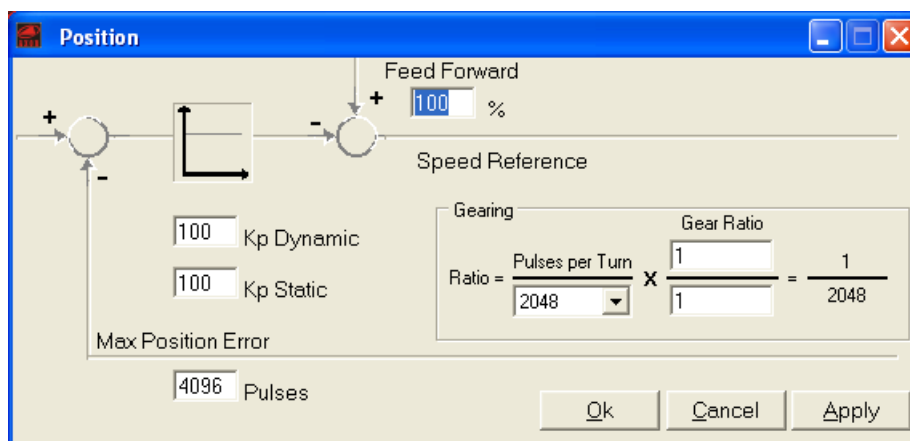 Position
Feed Forward
+
+
100 %
-
Speed Reference
-
Gearing
Gear Ratio
100 Kp Dynamic
Pulses per Turn
1
1
Ratio = X =
100 Kp Static
2048
1
2048
Max Position Error
4096 Pulses
Ok
Cancel
Apply